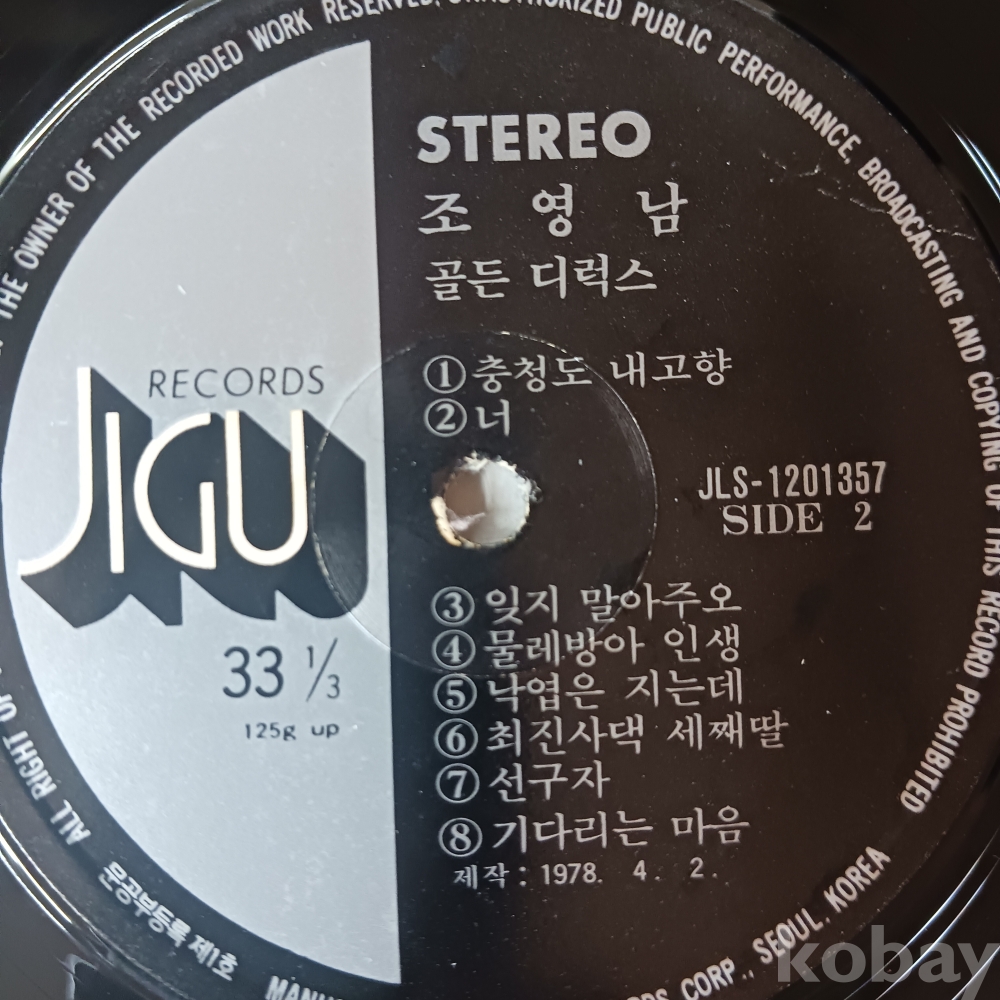 STEREO
조 영 남
골든 디럭스
① 충청도 내고향
② 너
JLS-1201357
SIDE 2
③ 잊지 말아주오
④ 물레방아 인생
⑤ 낙엽은 지는데
⑥ 최진사댁 세째딸
⑦ 선구자
⑧ 기다리는 마음
제작: 1978. 4. 2.
RECORDS
JIGU
33 1/3
125g up
ALL RIGHT OF
THE OWNER OF THE RECORDED WORK RESERVED. UNAUTHORIZED PUBLIC PERFORMANCE. BROADCASTING AND COPYING OF THIS RECORD PROHIBITED
문공부등록 제1호
CORP., SEOUL, KOREA
kobay